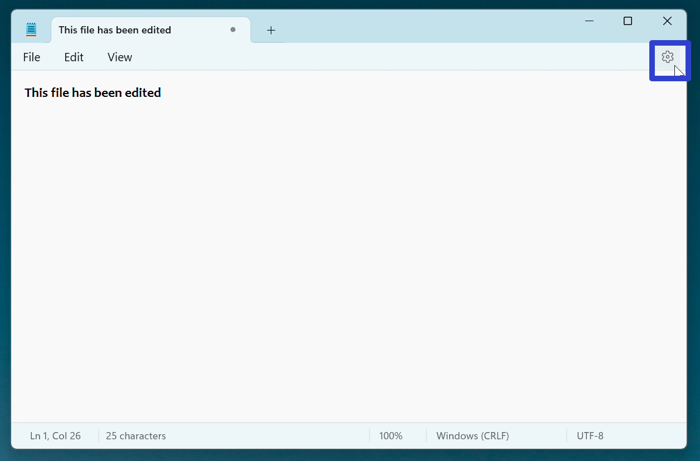 This file has been edited
File Edit View
This file has been edited
Ln 1, Col 26 25 characters 100% Windows (CRLF) UTF-8